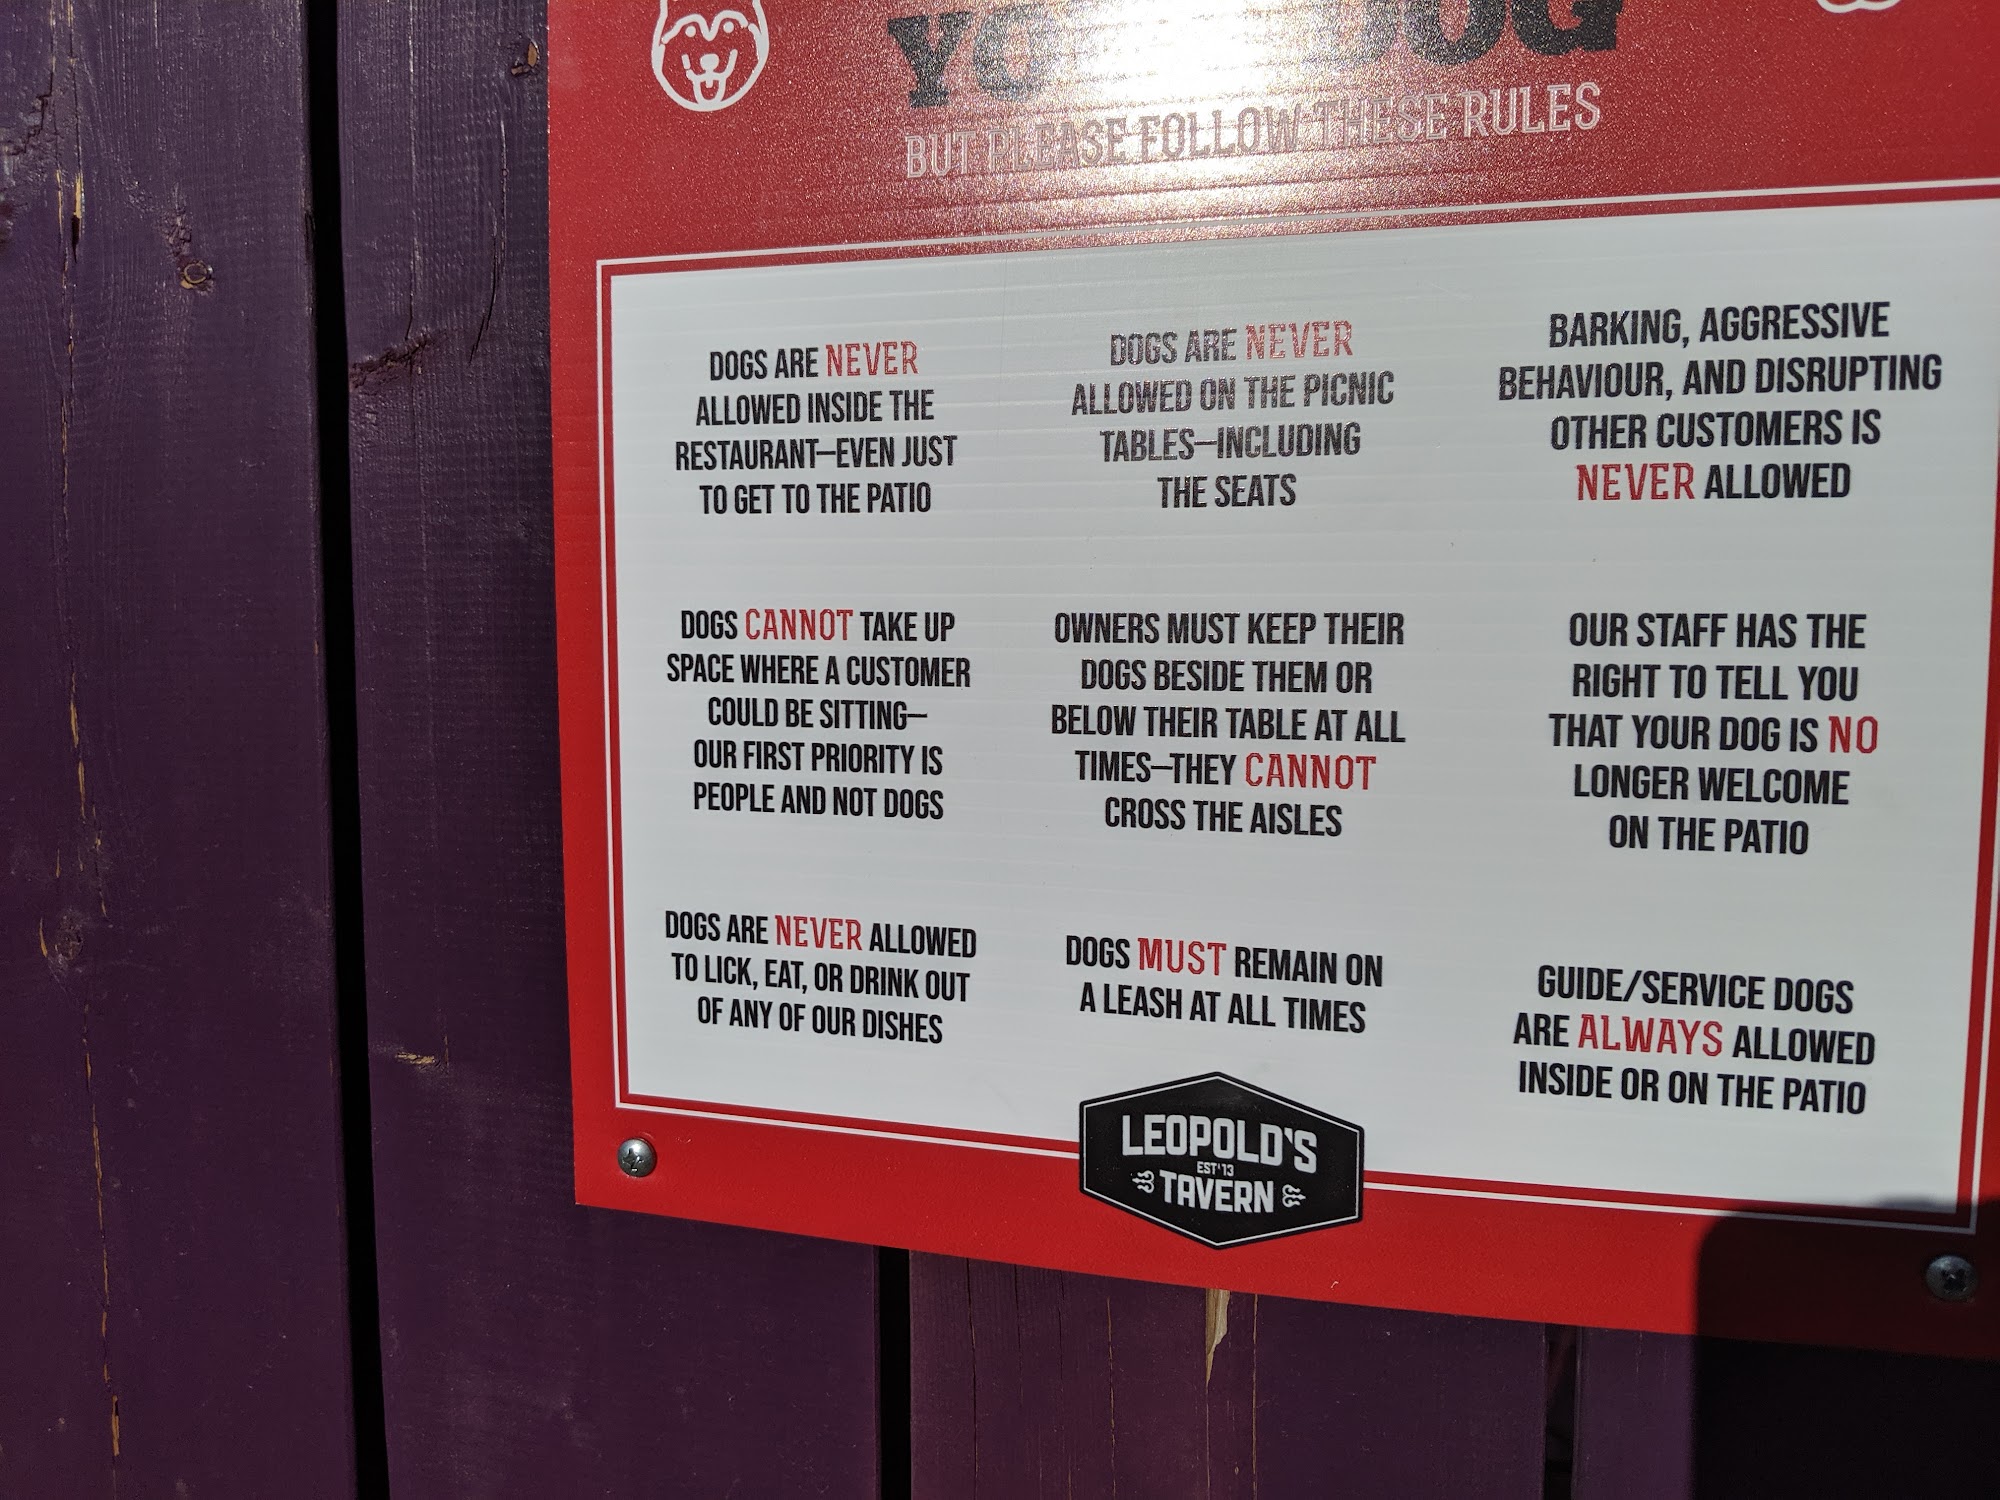 DOG
BUT PLEASE FOLLOW THESE RULES
DOGS ARE NEVER
ALLOWED INSIDE THE
RESTAURANT—EVEN JUST
TO GET TO THE PATIO
DOGS ARE NEVER
ALLOWED ON THE PICNIC
TABLES—INCLUDING
THE SEATS
BARKING, AGGRESSIVE
BEHAVIOUR, AND DISRUPTING
OTHER CUSTOMERS IS
NEVER ALLOWED
DOGS CANNOT TAKE UP
SPACE WHERE A CUSTOMER
COULD BE SITTING—
OUR FIRST PRIORITY IS
PEOPLE AND NOT DOGS
OWNERS MUST KEEP THEIR
DOGS BESIDE THEM OR
BELOW THEIR TABLE AT ALL
TIMES—THEY CANNOT
CROSS THE AISLES
OUR STAFF HAS THE
RIGHT TO TELL YOU
THAT YOUR DOG IS NO
LONGER WELCOME
ON THE PATIO
DOGS ARE NEVER ALLOWED
TO LICK, EAT, OR DRINK OUT
OF ANY OF OUR DISHES
DOGS MUST REMAIN ON
A LEASH AT ALL TIMES
GUIDE/SERVICE DOGS
ARE ALWAYS ALLOWED
INSIDE OR ON THE PATIO
LEOPOLD'S
EST'13
TAVERN